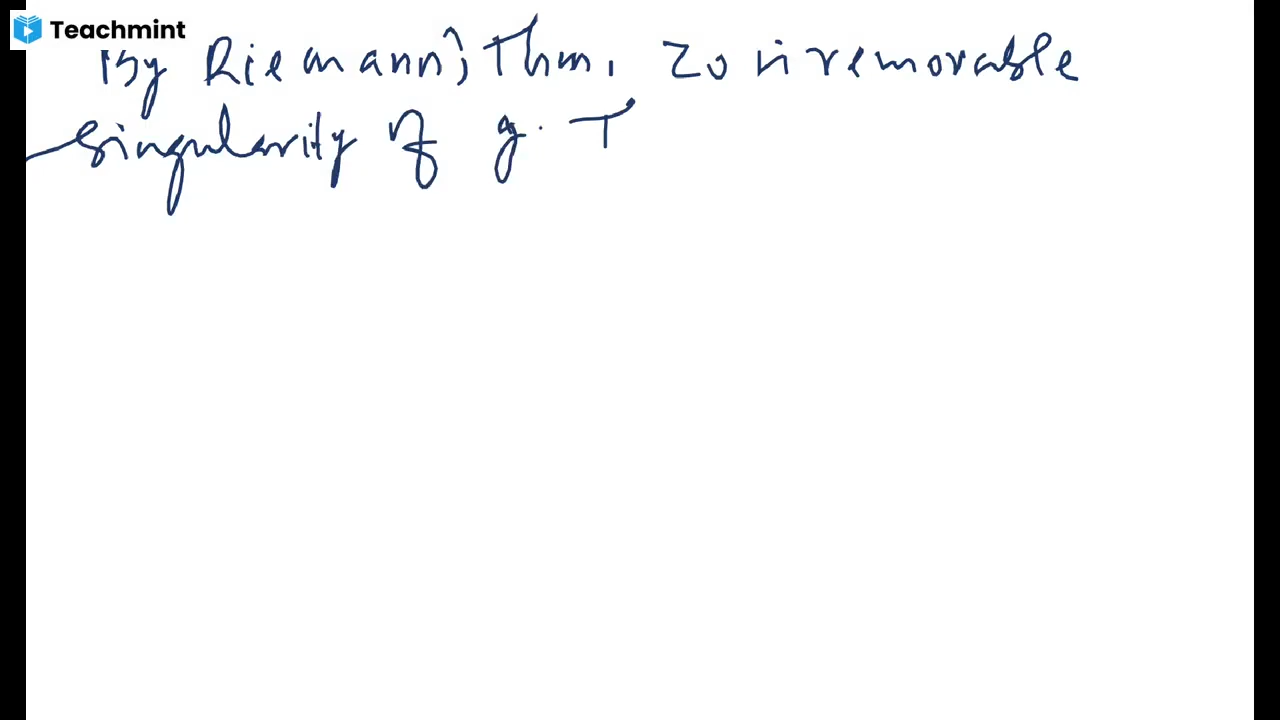 Teachmint
By Riemann's Thm, z0 is removable
singularity of g. T